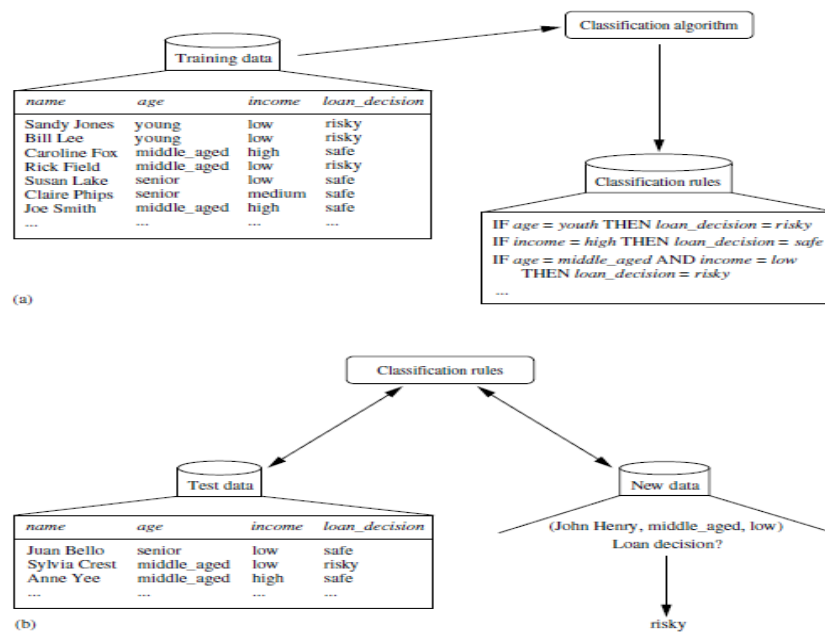 Classification algorithm
Training data
name age income loan_decision
Sandy Jones young low risky
Bill Lee young low risky
Caroline Fox middle_aged high safe
Rick Field middle_aged low risky
Susan Lake senior low safe
Claire Phips senior medium safe
Joe Smith middle_aged high safe
... ... ... ...
Classification rules
IF age = youth THEN loan_decision = risky
IF income = high THEN loan_decision = safe
IF age = middle_aged AND income = low
THEN loan_decision = risky
...
(a)
Classification rules
Test data
name age income loan_decision
Juan Bello senior low safe
Sylvia Crest middle_aged low risky
Anne Yee middle_aged high safe
... ... ... ...
New data
(John Henry, middle_aged, low)
Loan decision?
risky
(b)